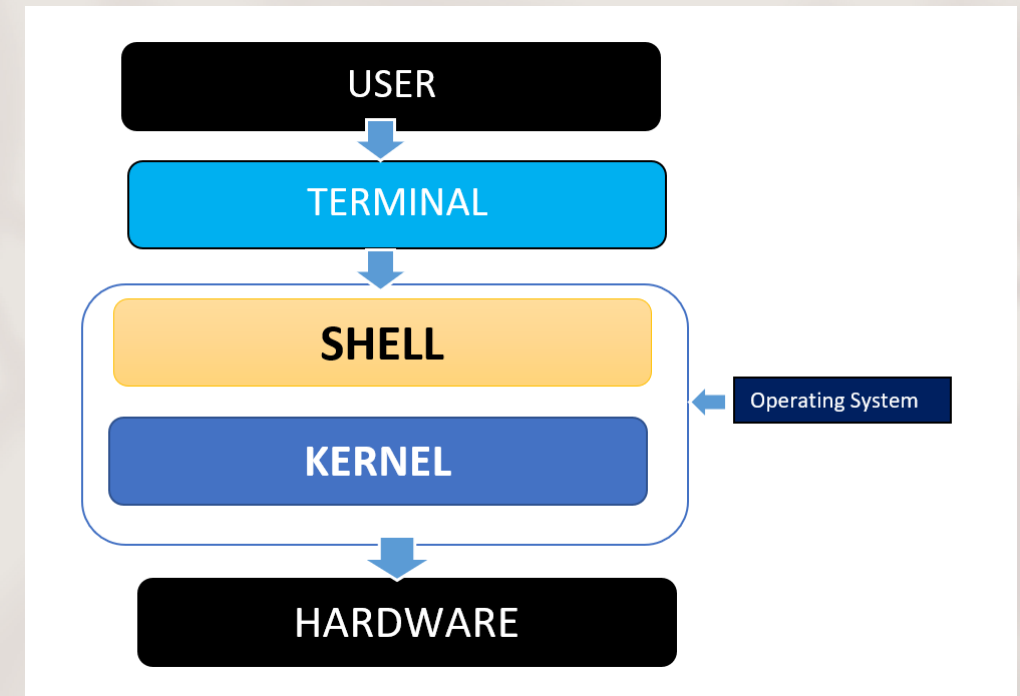 USER
TERMINAL
SHELL
Operating System
KERNEL
HARDWARE